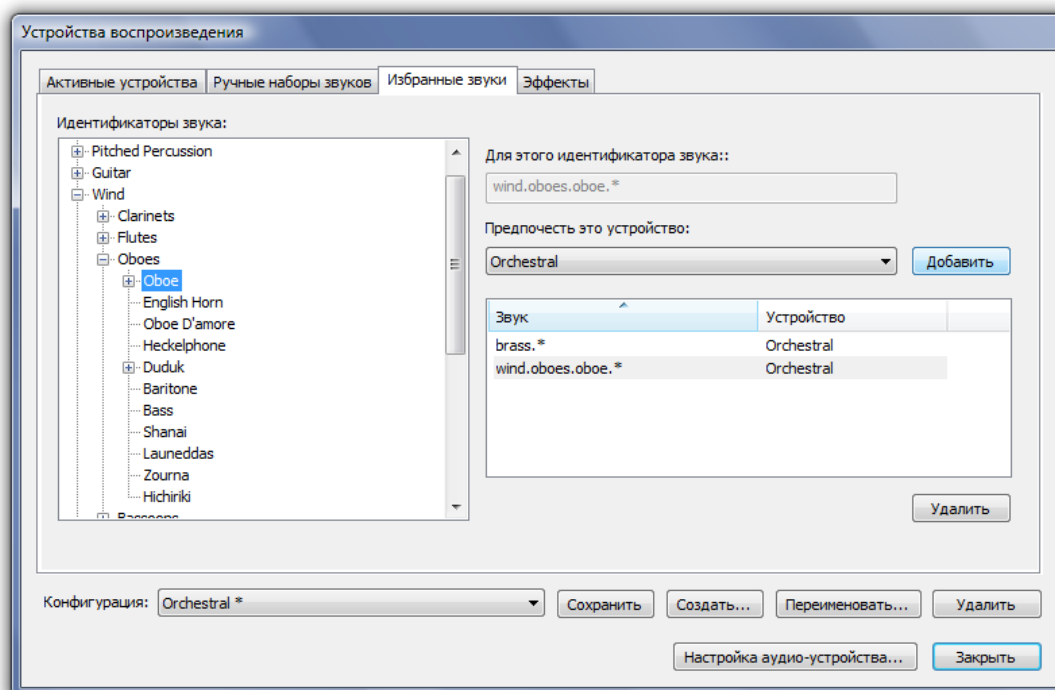 Устройства воспроизведения
Активные устройства
Ручные наборы звуков
Избранные звуки
Эффекты
Идентификаторы звука:
Pitched Percussion
Guitar
Wind
Clarinets
Flutes
Oboes
Oboe
English Horn
Oboe D'amore
Heckelphone
Duduk
Baritone
Bass
Shanai
Launeddas
Zourna
Hichiriki
Bassoons
Для этого идентификатора звука::
wind.oboes.oboe.*
Предпочесть это устройство:
Orchestral
Добавить
Звук Устройство
brass.* Orchestral
wind.oboes.oboe.* Orchestral
Удалить
Конфигурация: Orchestral * Сохранить Создать... Переименовать... Удалить
Настройка аудио-устройства... Закрыть